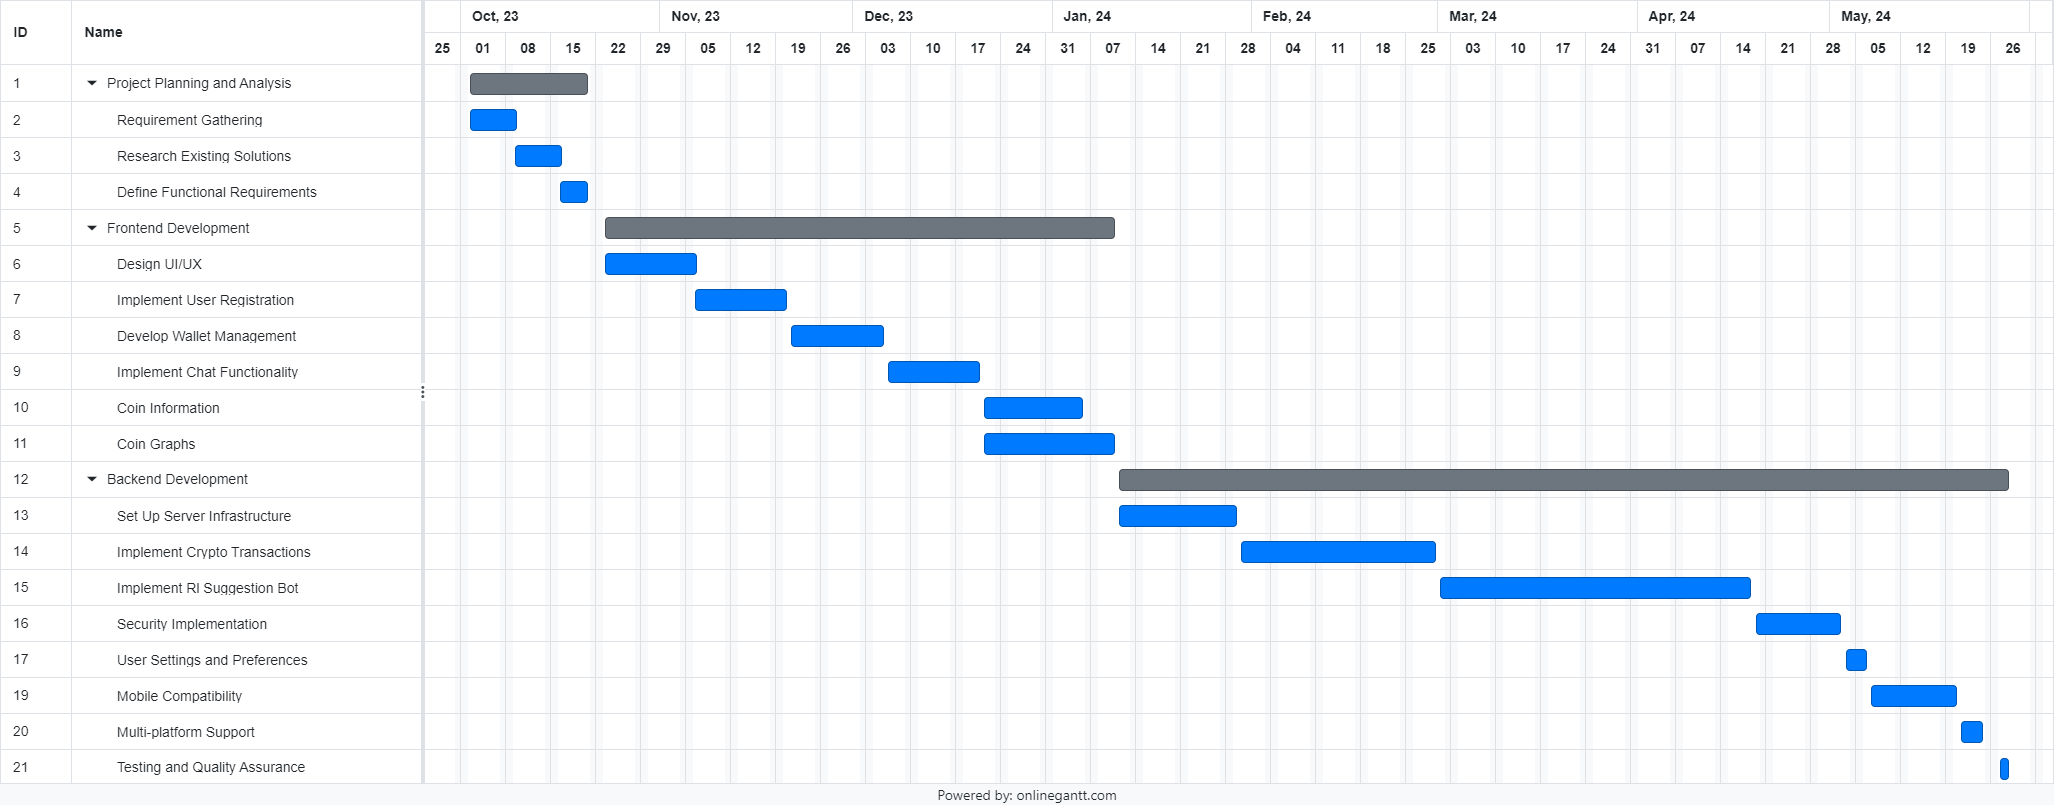 ID Name Oct, 23 Nov, 23 Dec, 23 Jan, 24 Feb, 24 Mar, 24 Apr, 24 May, 24
25 01 08 15 22 29 05 12 19 26 03 10 17 24 31 07 14 21 28 04 11 18 25 03 10 17 24 31 07 14 21 28 05 12 19 26
1 Project Planning and Analysis
2 Requirement Gathering
3 Research Existing Solutions
4 Define Functional Requirements
5 Frontend Development
6 Design UI/UX
7 Implement User Registration
8 Develop Wallet Management
9 Implement Chat Functionality
10 Coin Information
11 Coin Graphs
12 Backend Development
13 Set Up Server Infrastructure
14 Implement Crypto Transactions
15 Implement RI Suggestion Bot
16 Security Implementation
17 User Settings and Preferences
19 Mobile Compatibility
20 Multi-platform Support
21 Testing and Quality Assurance
Powered by: onlinegantt.com